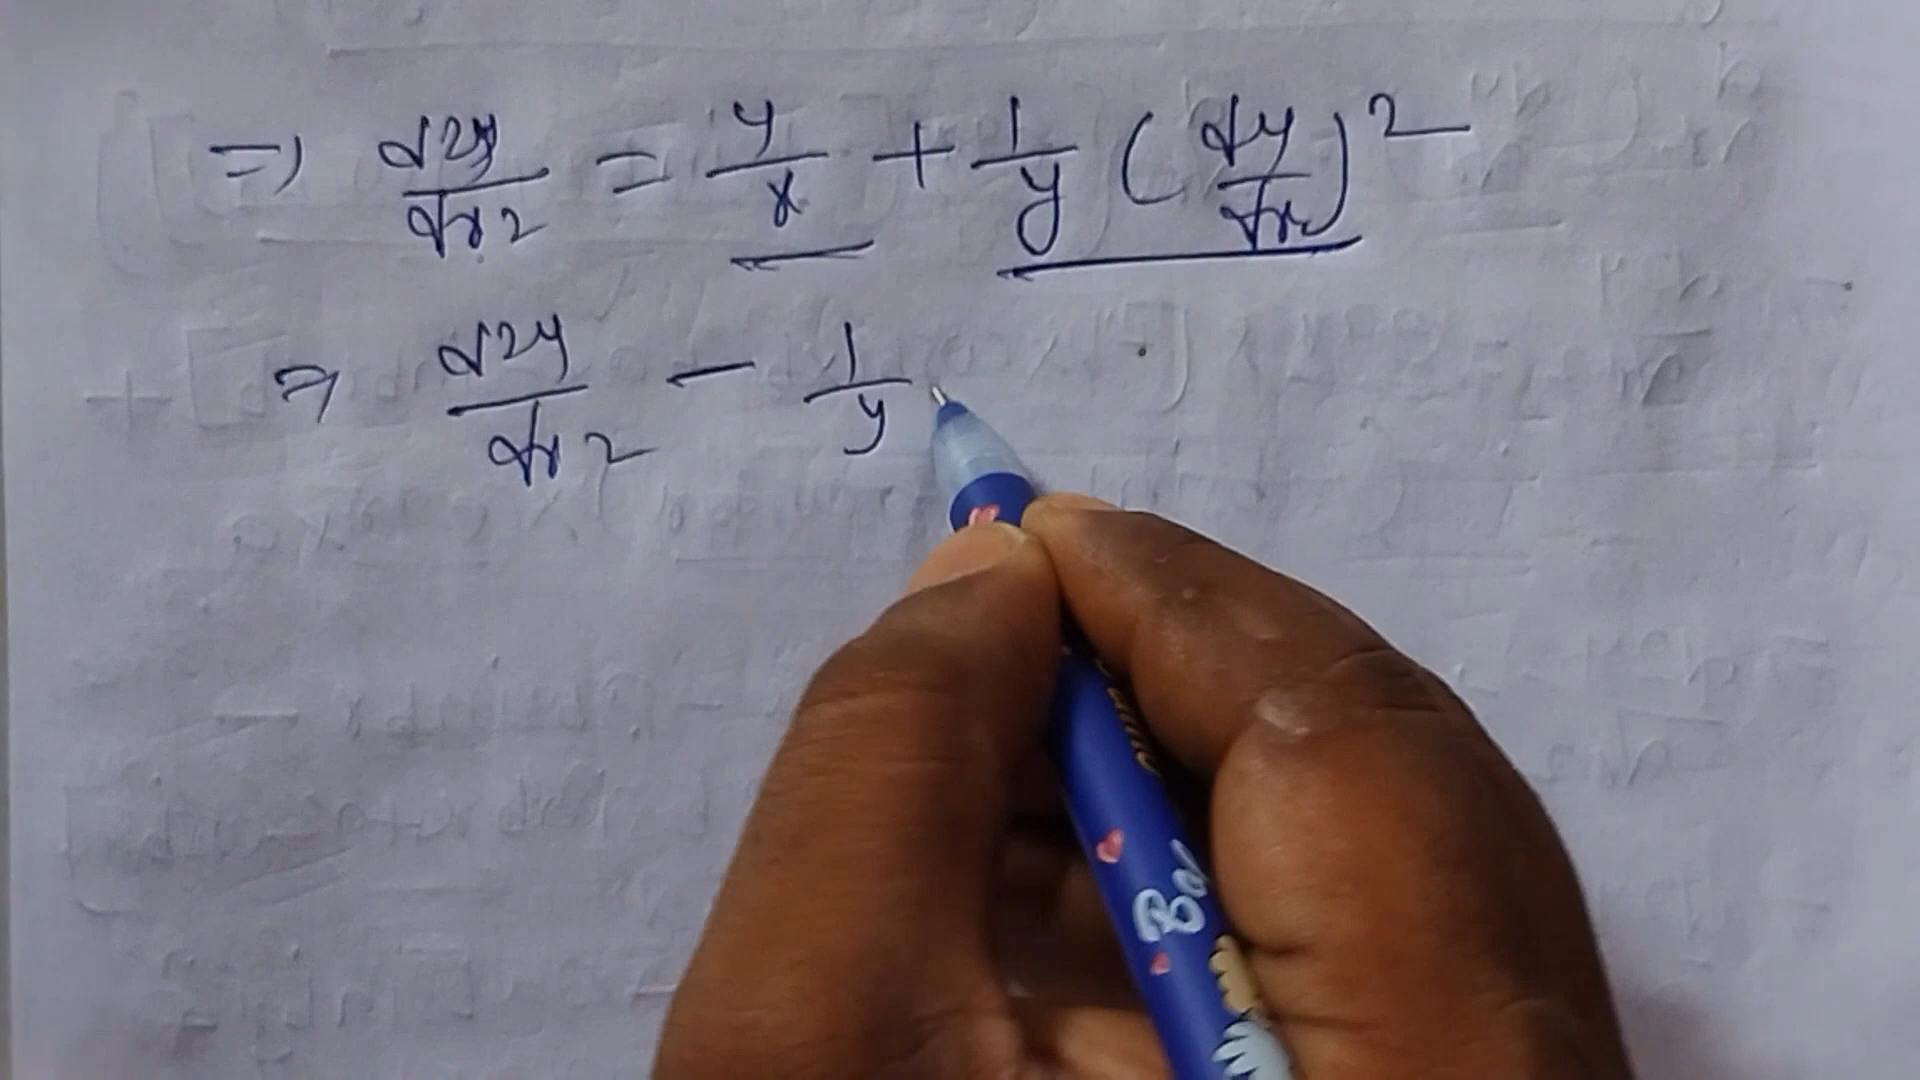 ⇒ d2y/dx2 = y/x + 1/y (dy/dx)2
⇒ d2y/dx2 - 1/y